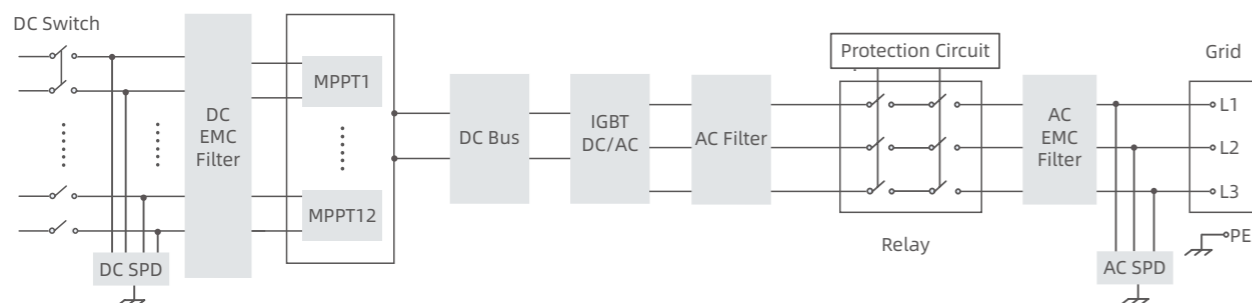 DC Switch
DC
EMC
Filter
MPPT1
MPPT12
DC SPD
DC Bus
IGBT
DC/AC
AC Filter
Protection Circuit
Relay
AC
EMC
Filter
AC SPD
Grid
L1
L2
L3
PE